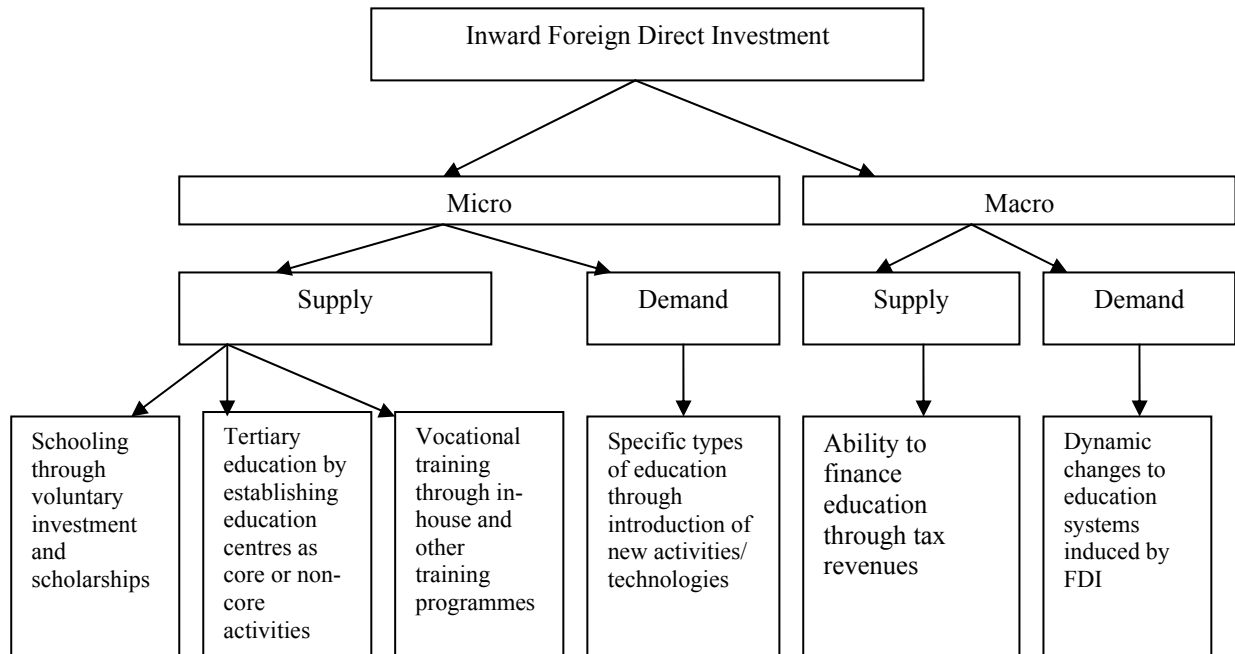 Inward Foreign Direct Investment
Micro
Macro
Supply
Demand
Supply
Demand
Schooling
through
voluntary
investment
and
scholarships
Tertiary
education by
establishing
education
centres as
core or non-
core
activities
Vocational
training
through in-
house and
other
training
programmes
Specific types
of education
through
introduction of
new activities/
technologies
Ability to
finance
education
through tax
revenues
Dynamic
changes to
education
systems
induced by
FDI